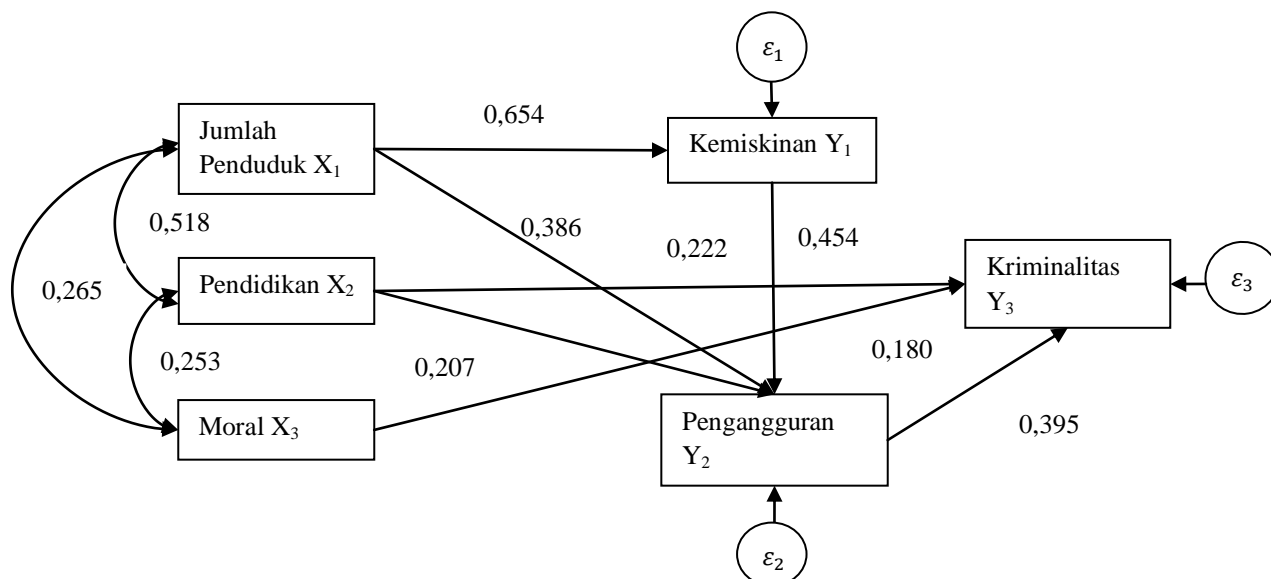 ε₁
0,654
Jumlah
Penduduk X₁
Kemiskinan Y₁
0,518
0,386
0,222
0,454
Kriminalitas
Y₃
ε₃
0,265
Pendidikan X₂
0,253
0,207
0,180
Moral X₃
Pengangguran
Y₂
0,395
ε₂